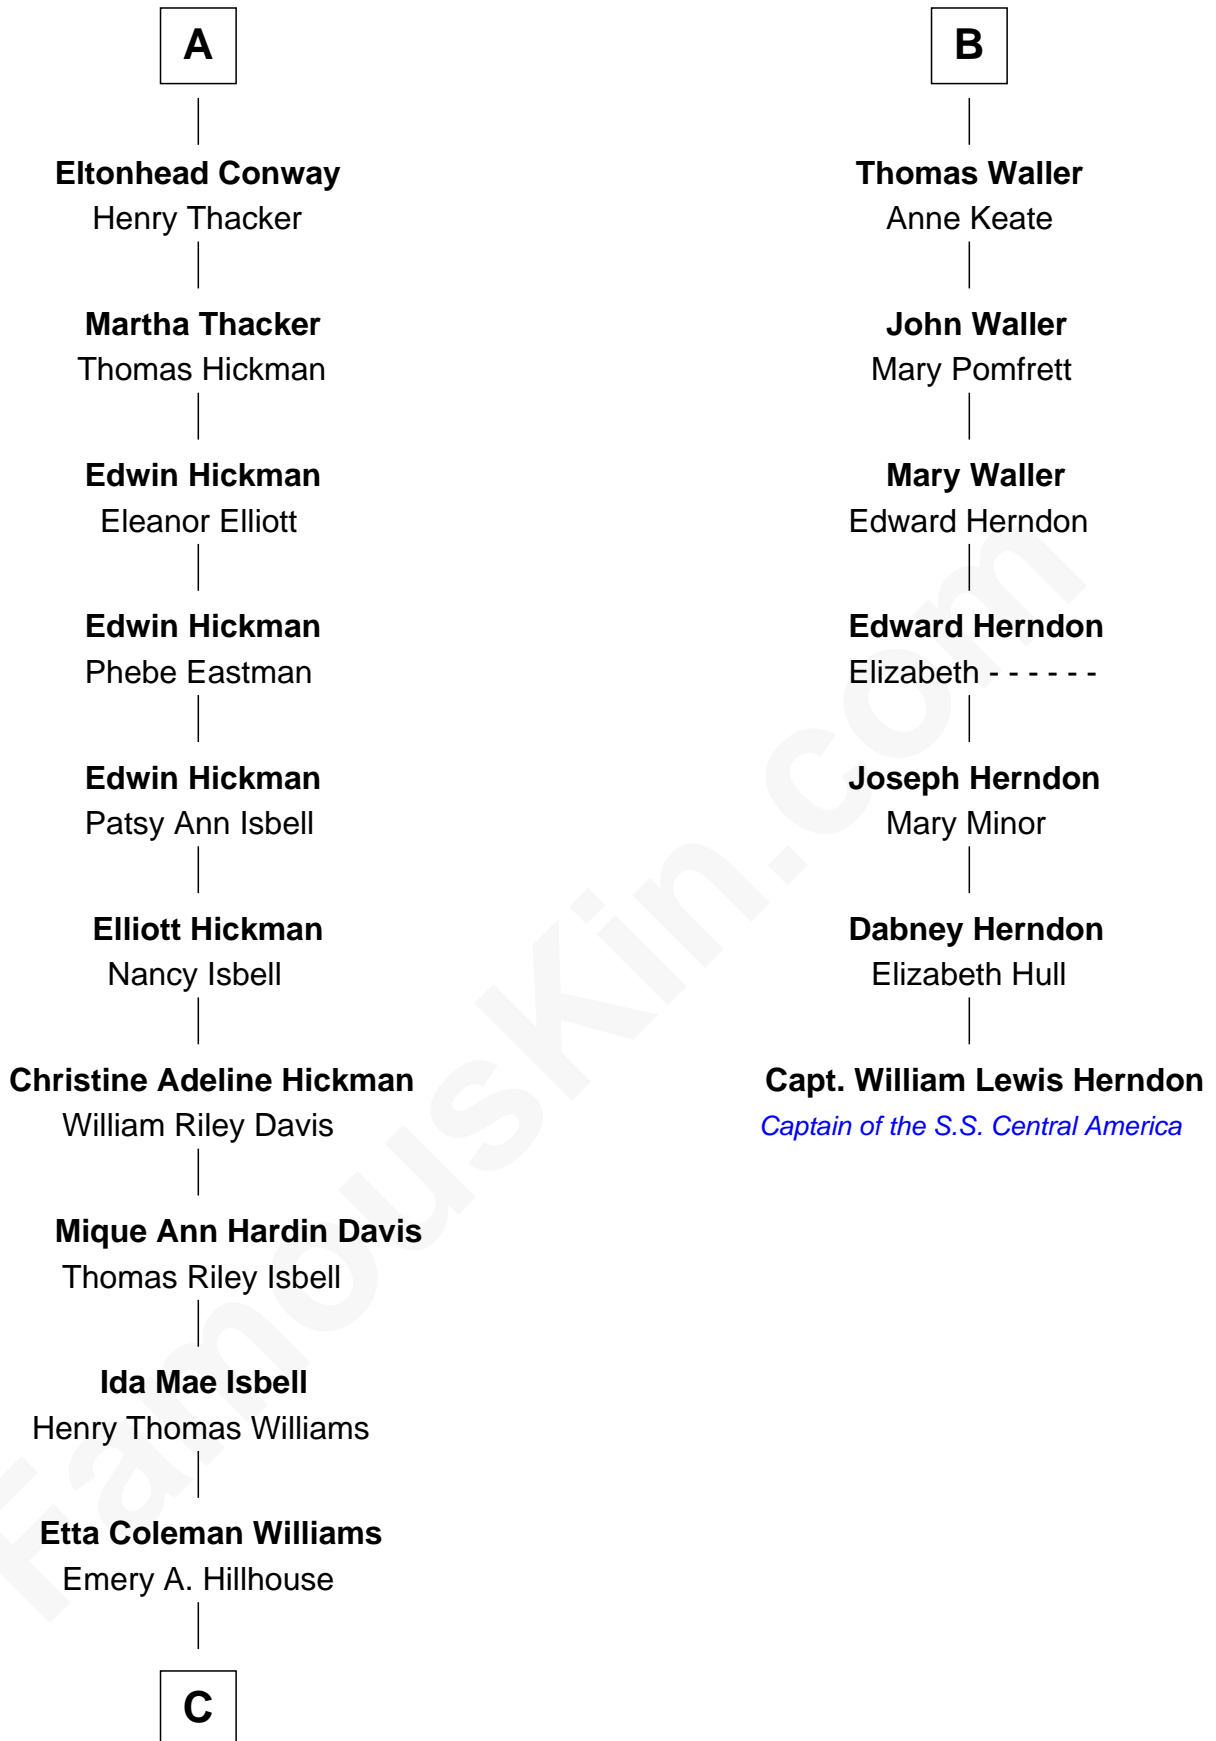 A
Eltonhead Conway
Henry Thacker
Martha Thacker
Thomas Hickman
Edwin Hickman
Eleanor Elliott
Edwin Hickman
Phebe Eastman
Edwin Hickman
Patsy Ann Isbell
Elliott Hickman
Nancy Isbell
Christine Adeline Hickman
William Riley Davis
Mique Ann Hardin Davis
Thomas Riley Isbell
Ida Mae Isbell
Henry Thomas Williams
Etta Coleman Williams
Emery A. Hillhouse
C
B
Thomas Waller
Anne Keate
John Waller
Mary Pomfrett
Mary Waller
Edward Herndon
Edward Herndon
Elizabeth - - - - - -
Joseph Herndon
Mary Minor
Dabney Herndon
Elizabeth Hull
Capt. William Lewis Herndon
Captain of the S.S. Central America
FamousKin.com